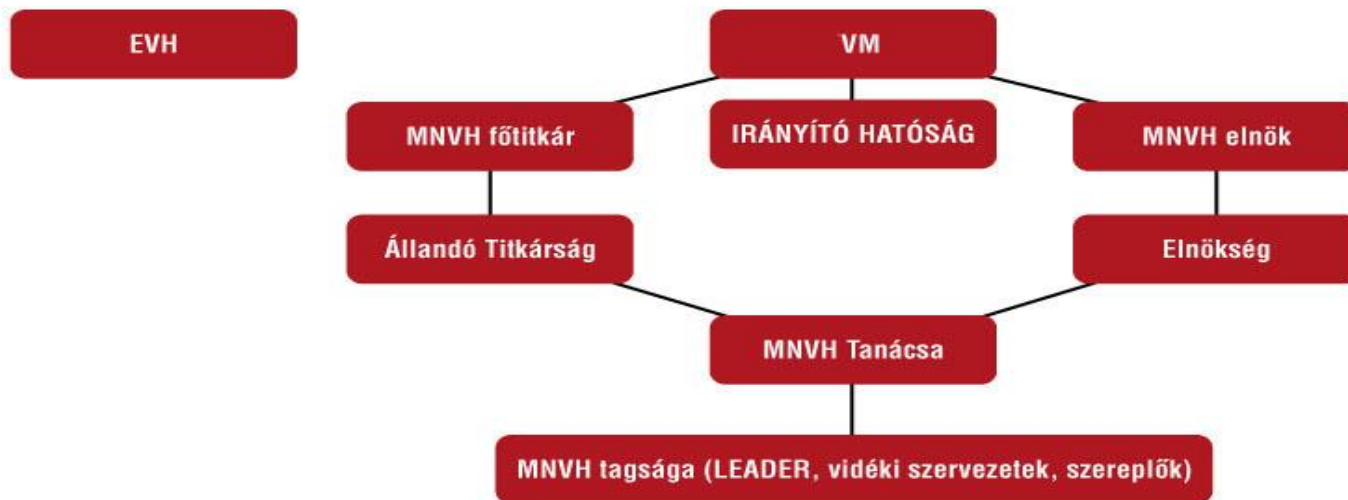 EVH
VM
MNVH főtitkár
IRÁNYÍTÓ HATÓSÁG
MNVH elnök
Állandó Titkárság
Elnökség
MNVH Tanácsa
MNVH tagsága (LEADER, vidéki szervezetek, szereplők)